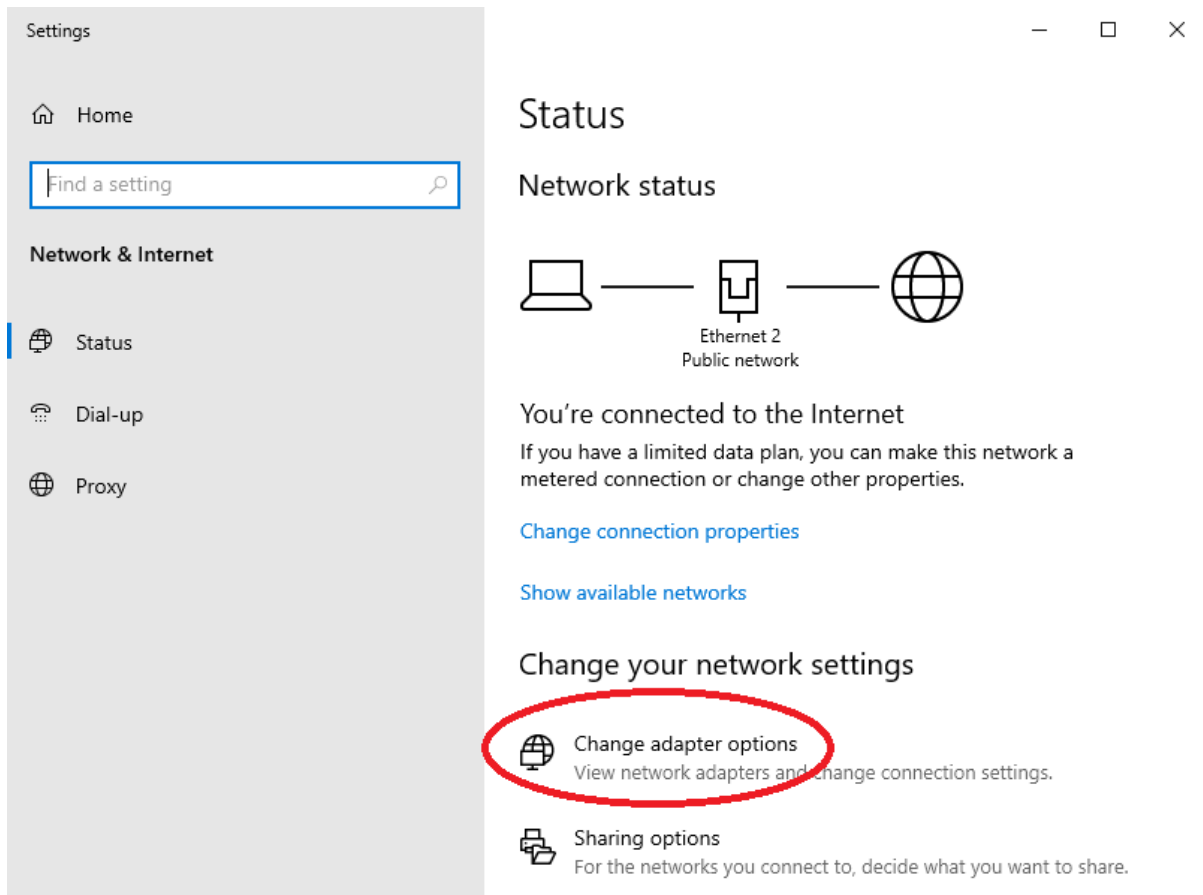 Settings
Home
Find a setting
Network & Internet
Status
Dial-up
Proxy
Status
Network status
Ethernet 2
Public network
You're connected to the Internet
If you have a limited data plan, you can make this network a
metered connection or change other properties.
Change connection properties
Show available networks
Change your network settings
Change adapter options
View network adapters and change connection settings.
Sharing options
For the networks you connect to, decide what you want to share.